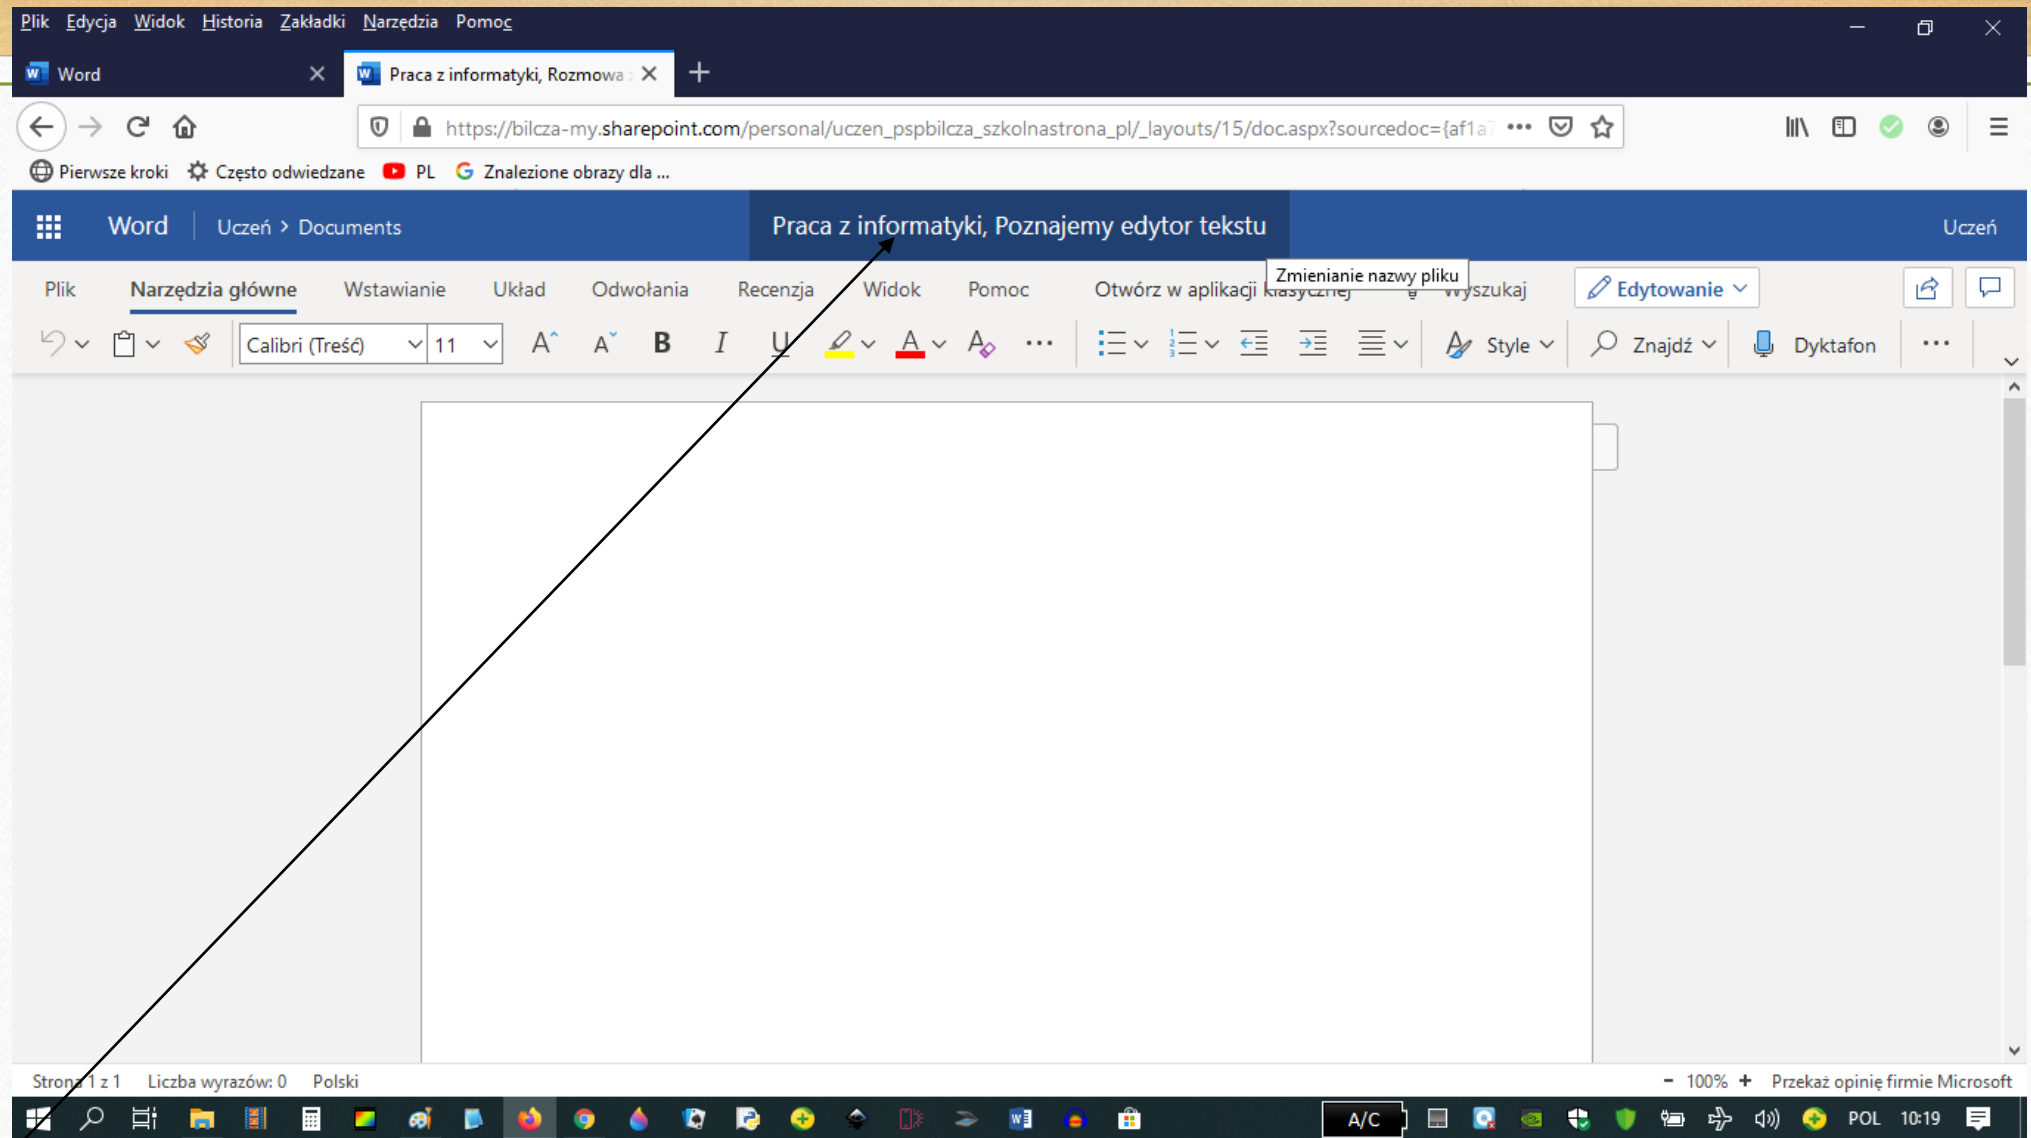 Plik Edycja Widok Historia Zakładki Narzędzia Pomoc
Word
Praca z informatyki, Rozmowa z
https://bilcza-my.sharepoint.com/personal/uczen_pspbilcza_szkolnastrona_pl/_layouts/15/doc.aspx?sourcedoc={af1a7
Pierwsze kroki Często odwiedzane PL Znalezione obrazy dla ...
Word Uczeń > Documents Praca z informatyki, Poznajemy edytor tekstu Uczeń
Zmienianie nazwy pliku
Plik Narzędzia główne Wstawianie Układ Odwołania Recenzja Widok Pomoc Otwórz w aplikacji klasycznej Wyszukaj Edytowanie
Calibri (Treść) 11 Style Znajdź Dyktafon
Strona 1 z 1 Liczba wyrazów: 0 Polski - 100% + Przekaż opinię firmie Microsoft
A/C POL 10:19